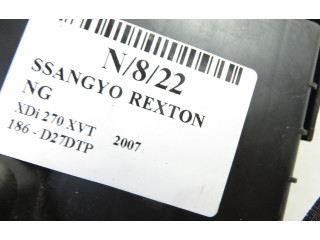 N/8/22
SSANGYO REXTON
NG
XDi 270 XVT 2007
186 - D27DTP